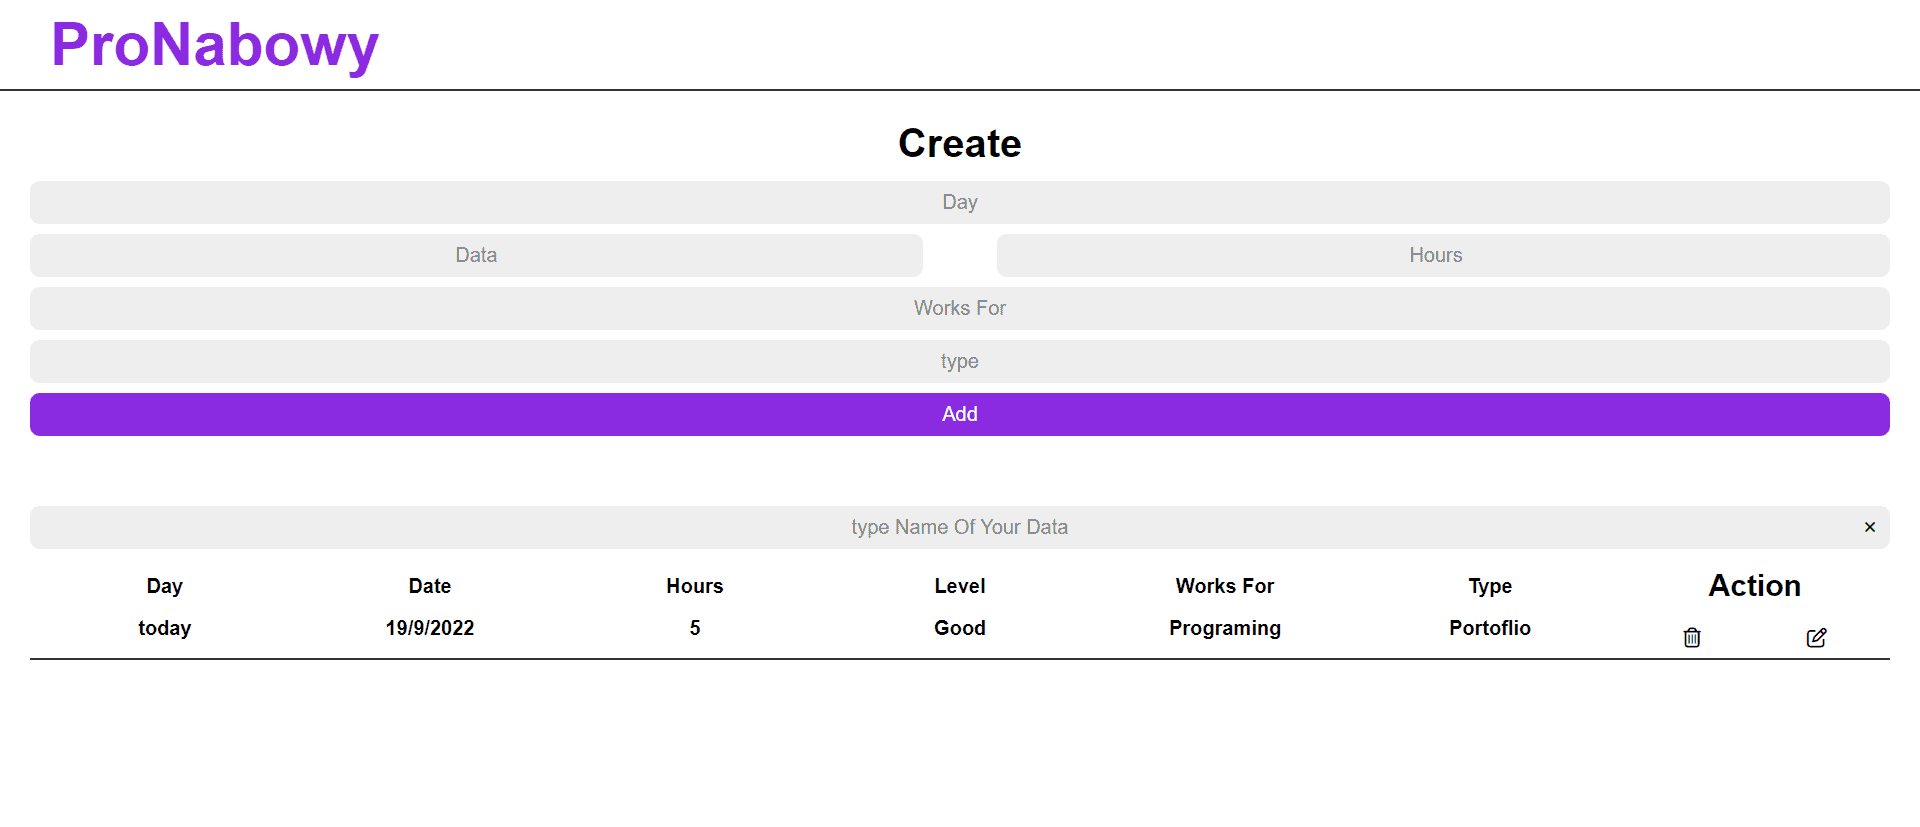 ProNabowy
Create
Day
Data Hours
Works For
type
Add
type Name Of Your Data ×
Day Date Hours Level Works For Type Action
today 19/9/2022 5 Good Programing Portoflio